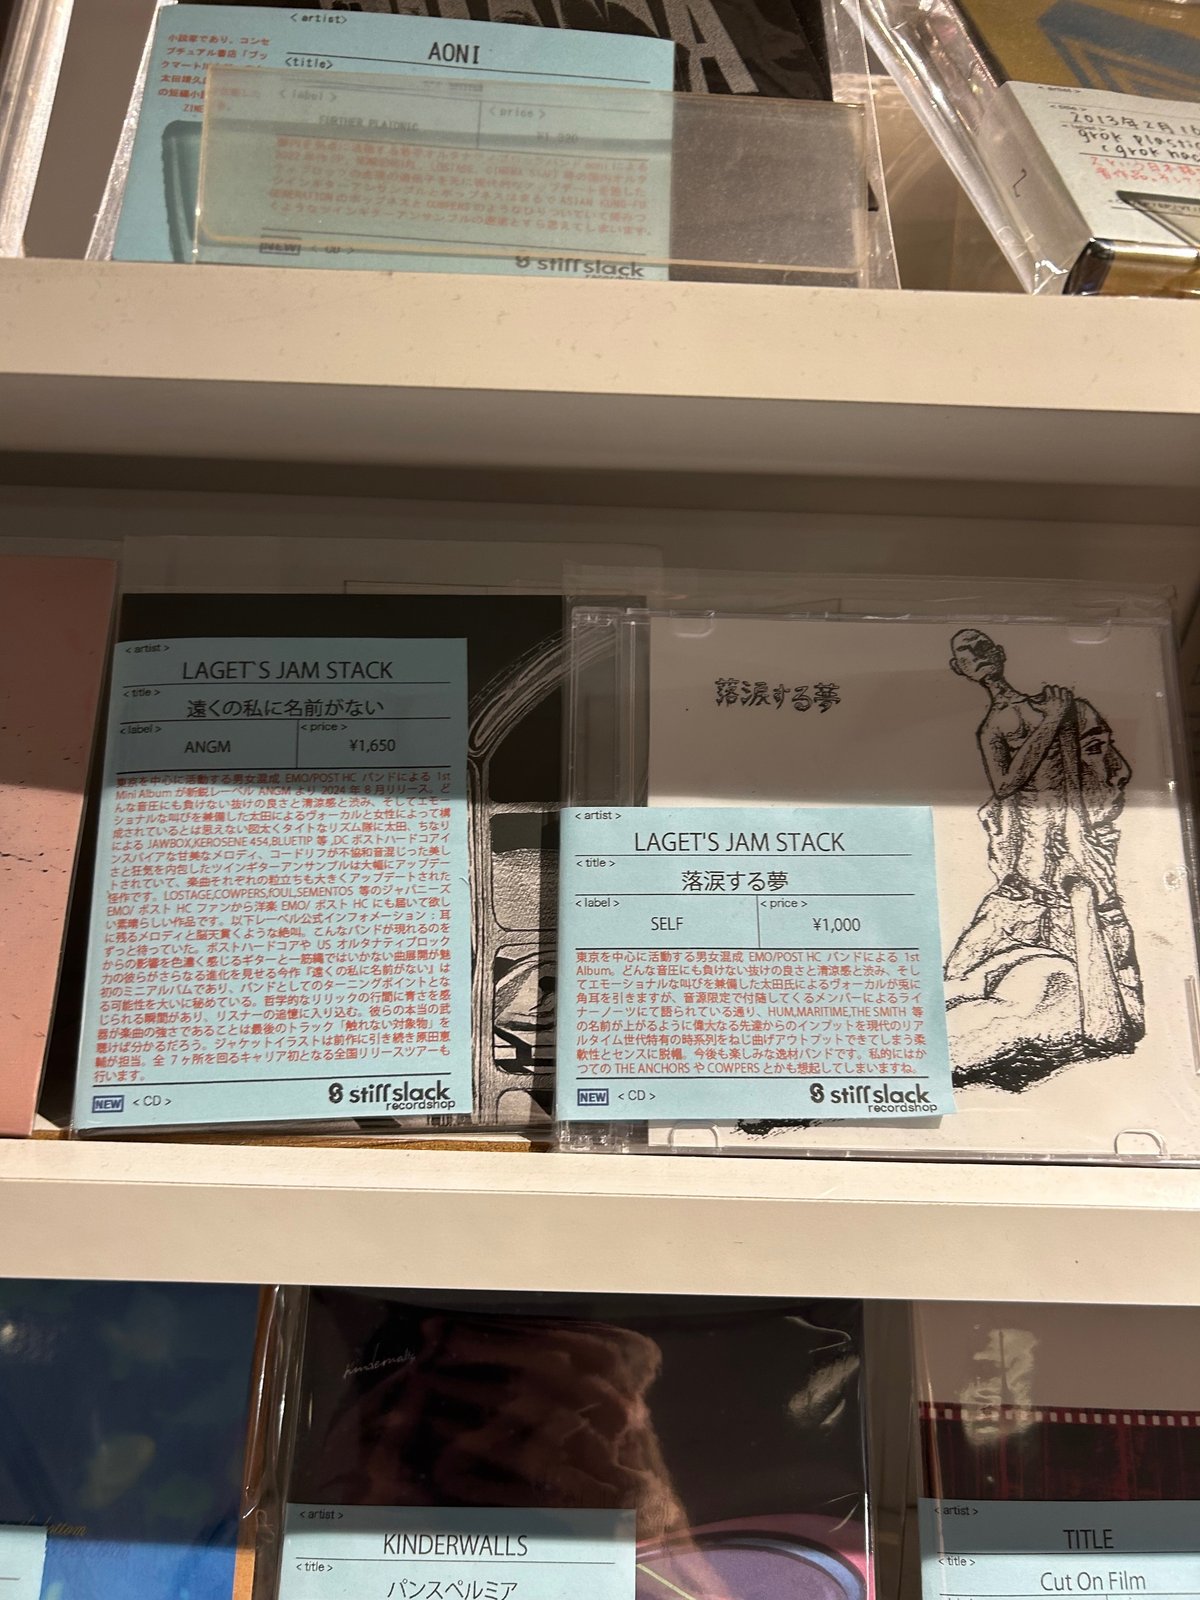 < artist>
AONI
<title>
小説家であり、コンセ
プチュアル書店「ブッ
太田靖久
の短編小説
ZINE
< label>
< price >
FURTHER PLATONIC
NEW
< CD >
stiffslack
recordshop
2013年2月1
grok plastic
< artist >
LAGET`S JAM STACK
< title >
遠くの私に名前がない
< label >
< price >
ANGM
¥1,650
東京を中心に活動する男女混成 EMO/POST HC バンドによる 1st
Mini Album が新鋭レーベル ANGM より 2024 年 8 月リリース。ど
んな音圧にも負けない抜けの良さと清涼感と渋み、そしてエモー
ショナルな叫びを兼備した太田によるヴォーカルと女性によって構
成されているとは思えない図太くタイトなリズム隊に太田、ちなり
による JAWBOX,KEROSENE 454,BLUETIP 等 ,DC ポストハードコアイ
ンスパイアな甘美なメロディ、コードリフが不協和音混じった美し
さと狂気を内包したツインギターアンサンブルは大幅にアップデー
トされていて、楽曲それぞれの粒立ちも大きくアップデートされた
怪作です。LOSTAGE,COWPERS,fOUL,SEMENTOS 等のジャパニーズ
EMO/ ポスト HC ファンから洋楽 EMO/ ポスト HC にも届いて欲し
い素晴らしい作品です。以下レーベル公式インフォメーション : 耳
に残るメロディと脳天貫くような絶叫。こんなバンドが現れるのを
ずっと待っていた。ポストハードコアや US オルタナティブロック
からの影響を色濃く感じるギターと一筋縄ではいかない曲展開が魅
力の彼らがさらなる進化を見せる今作『遠くの私に名前がない』は
初のミニアルバムであり、バンドとしてのターニングポイントとな
る可能性を大いに秘めている。哲学的なリリックの行間に青さを感
じられる瞬間があり、リスナーの追憶に入り込む。彼らの本当の武
器が楽曲の強さであることは最後のトラック「触れない対象物」を
聴けば分かるだろう。ジャケットイラストは前作に引き続き原田恵
輔が担当。全 7 ヶ所を回るキャリア初となる全国リリースツアーも
行います。
NEW
< CD >
stiffslack
recordshop
落涙する夢
< artist >
LAGET'S JAM STACK
< title >
落涙する夢
< label >
< price >
SELF
¥1,000
東京を中心に活動する男女混成 EMO/POST HC バンドによる 1st
Album。どんな音圧にも負けない抜けの良さと清涼感と渋み、そし
てエモーショナルな叫びを兼備した太田氏によるヴォーカルが兎に
角耳を引きますが、音源限定で付随してくるメンバーによるライ
ナーノーツにて語られている通り、HUM,MARITIME,THE SMITH 等
の名前が上がるように偉大なる先達からのインプットを現代のリア
ルタイム世代特有の時系列をねじ曲げアウトプットできてしまう柔
軟性とセンスに脱帽。今後も楽しみな逸材バンドです。私的にはか
つての THE ANCHORS や COWPERS とかも想起してしまいますね。
NEW
< CD >
stiffslack
recordshop
< artist >
KINDERWALLS
< title >
パンスペルミア
< artist >
TITLE
< title >
Cut On Film